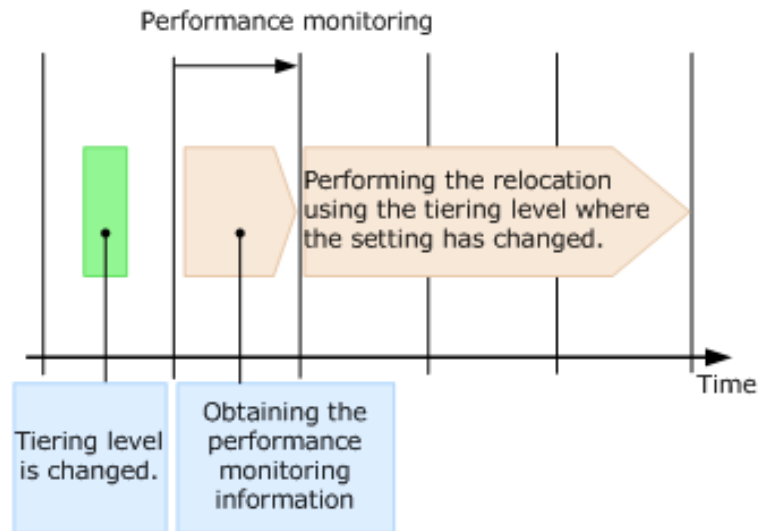 Performance monitoring
Performing the relocation
using the tiering level where
the setting has changed.
Time
Tiering level
is changed.
Obtaining the
performance
monitoring
information